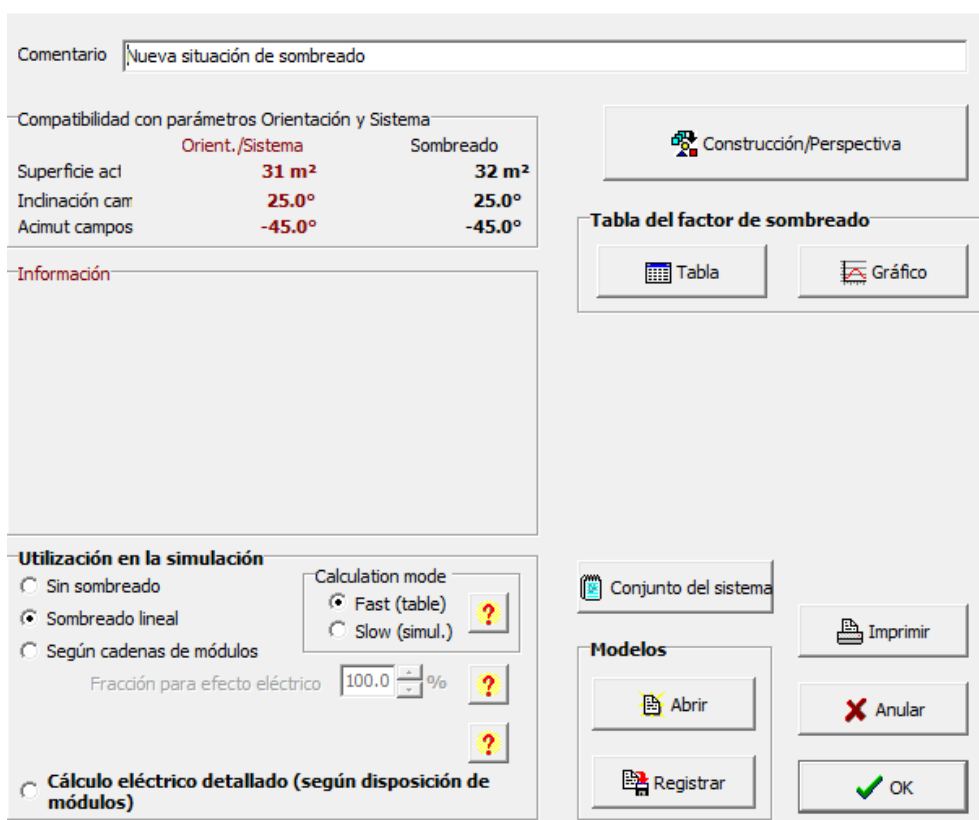 Comentario Nueva situación de sombreado
Compatibilidad con parámetros Orientación y Sistema
Orient./Sistema Sombreado
Superficie act 31 m² 32 m²
Inclinación cam 25.0° 25.0°
Acimut campos -45.0° -45.0°
Construcción/Perspectiva
Tabla del factor de sombreado
Tabla Gráfico
Información
Utilización en la simulación
Sin sombreado
Sombreado lineal
Según cadenas de módulos
Calculation mode
Fast (table)
Slow (simul.)
?
Fracción para efecto eléctrico 100.0 % ?
?
Cálculo eléctrico detallado (según disposición de
módulos)
Conjunto del sistema
Modelos
Abrir
Registrar
Imprimir
Anular
OK